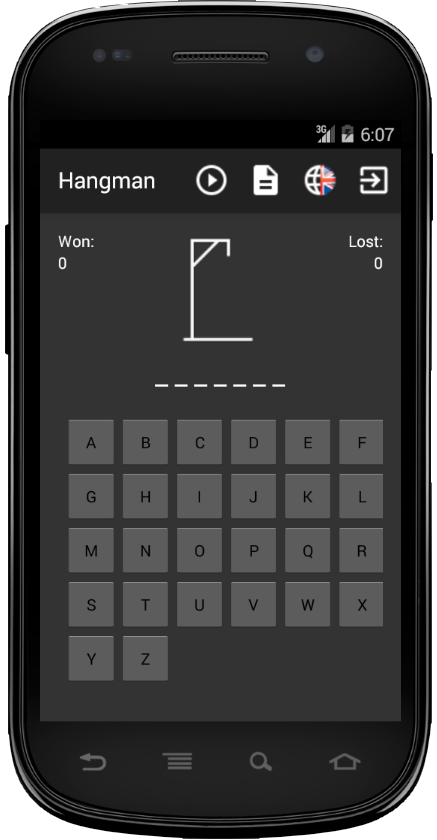 3G 6:07
Hangman
Won: Lost:
0 0
_ _ _ _ _ _ _
A B C D E F
G H I J K L
M N O P Q R
S T U V W X
Y Z